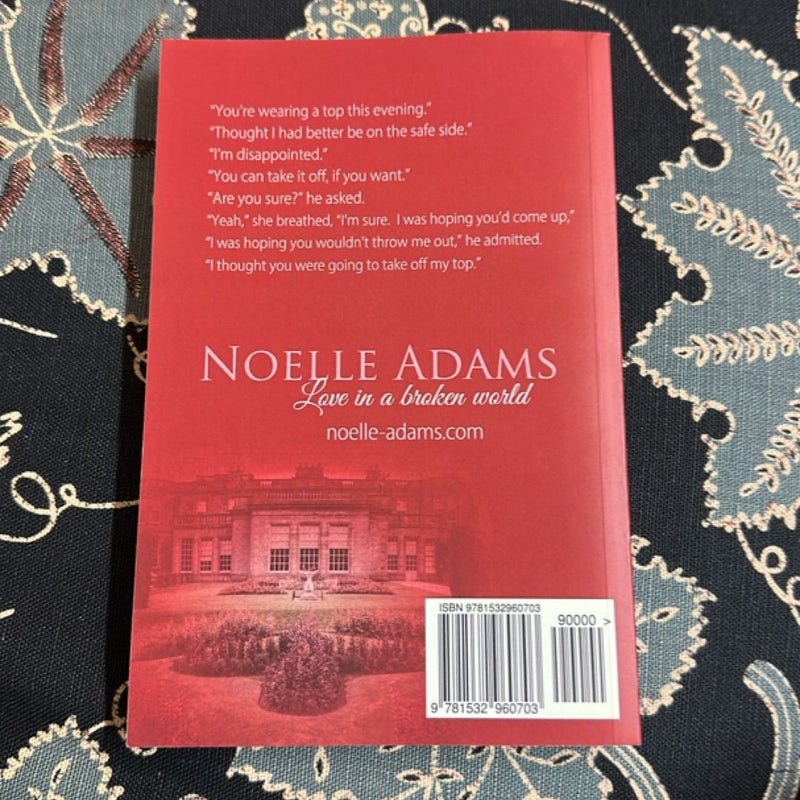 "You're wearing a top this evening."
"Thought I had better be on the safe side."
"I'm disappointed."
"You can take it off, if you want."
"Are you sure?" he asked.
"Yeah," she breathed, "I'm sure.  I was hoping you'd come up,"
"I was hoping you wouldn't throw me out," he admitted.
"I thought you were going to take off my top."
NOELLE ADAMS
Love in a broken world
noelle-adams.com
ISBN 9781532960703
90000 >
9 781532 960703